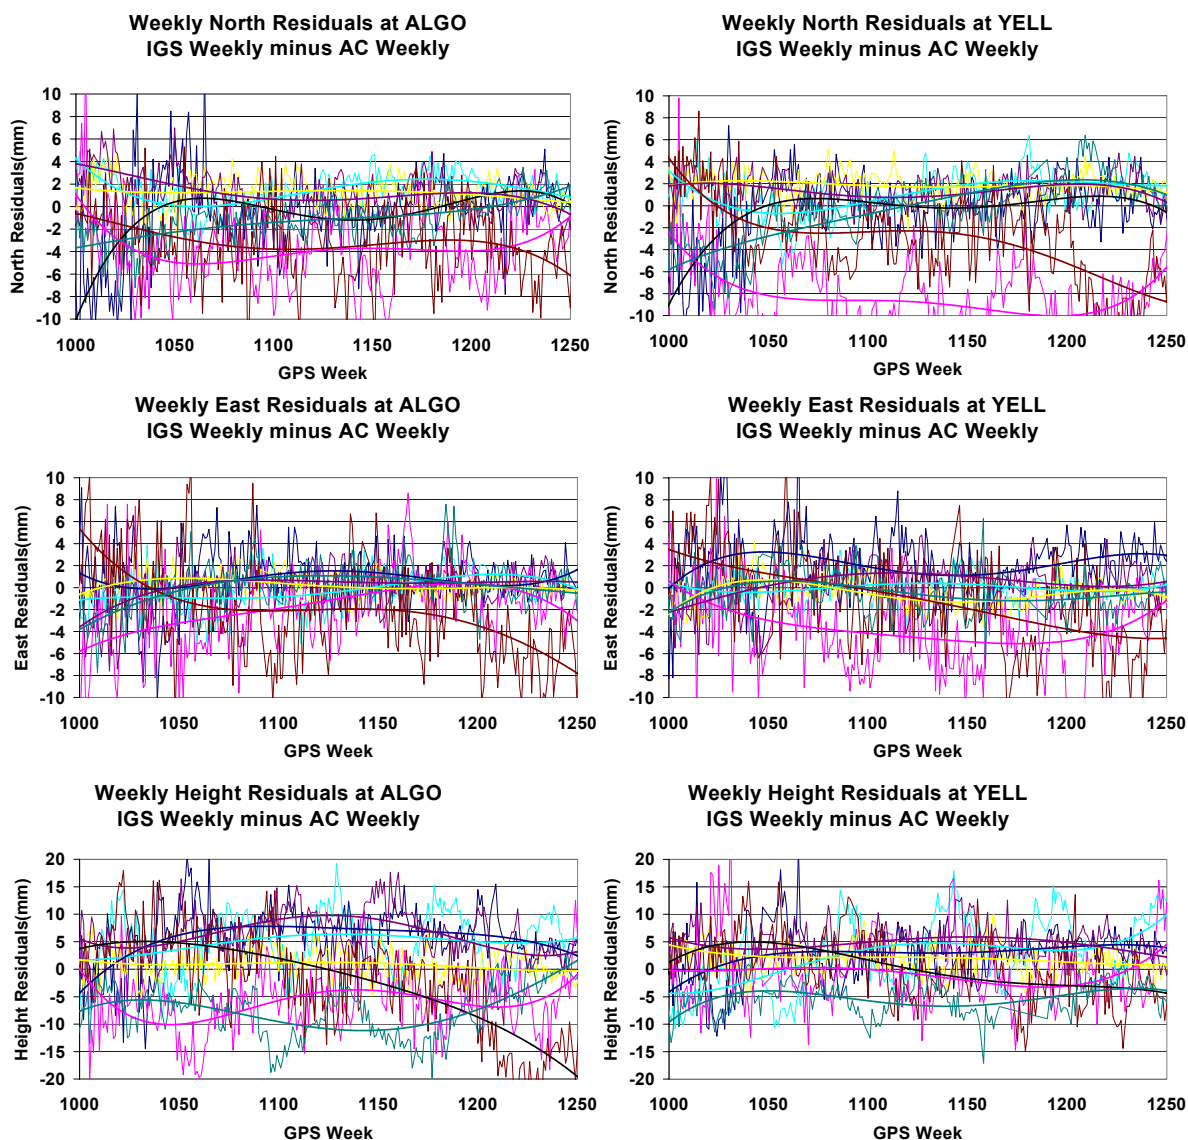 Weekly North Residuals at ALGO
IGS Weekly minus AC Weekly
North Residuals(mm)
10
8
6
4
2
0
-2
-4
-6
-8
-10
1000 1050 1100 1150 1200 1250
GPS Week
Weekly North Residuals at YELL
IGS Weekly minus AC Weekly
North Residuals(mm)
10
8
6
4
2
0
-2
-4
-6
-8
-10
1000 1050 1100 1150 1200 1250
GPS Week
Weekly East Residuals at ALGO
IGS Weekly minus AC Weekly
East Residuals(mm)
10
8
6
4
2
0
-2
-4
-6
-8
-10
1000 1050 1100 1150 1200 1250
GPS Week
Weekly East Residuals at YELL
IGS Weekly minus AC Weekly
East Residuals(mm)
10
8
6
4
2
0
-2
-4
-6
-8
-10
1000 1050 1100 1150 1200 1250
GPS Week
Weekly Height Residuals at ALGO
IGS Weekly minus AC Weekly
Height Residuals(mm)
20
15
10
5
0
-5
-10
-15
-20
1000 1050 1100 1150 1200 1250
GPS Week
Weekly Height Residuals at YELL
IGS Weekly minus AC Weekly
Height Residuals(mm)
20
15
10
5
0
-5
-10
-15
-20
1000 1050 1100 1150 1200 1250
GPS Week